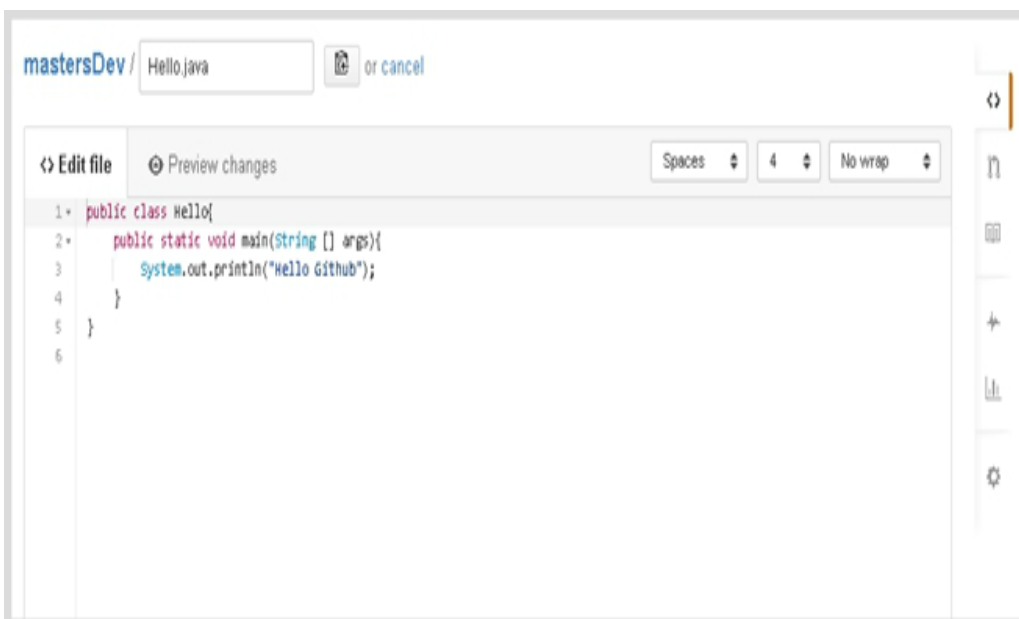 mastersDev / Hello.java or cancel
<> Edit file Preview changes Spaces 4 No wrap
1 public class Hello{
2 public static void main(String [] args){
3 System.out.println("Hello Github");
4 }
5 }
6